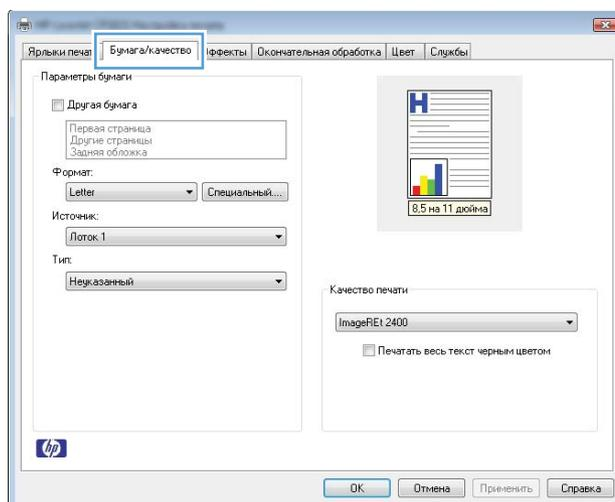 Ярлыки печат
Бумага/качество
ффекты
Окончательная обработка
Цвет
Службы
Параметры бумаги
Другая бумага
Первая страница
Другие страницы
Задняя обложка
Формат:
Letter
Специальный....
Источник:
Лоток 1
Тип:
Неуказанный
H
8,5 на 11 дюйма
Качество печати
ImageREt 2400
Печатать весь текст черным цветом
hp
OK
Отмена
Применить
Справка